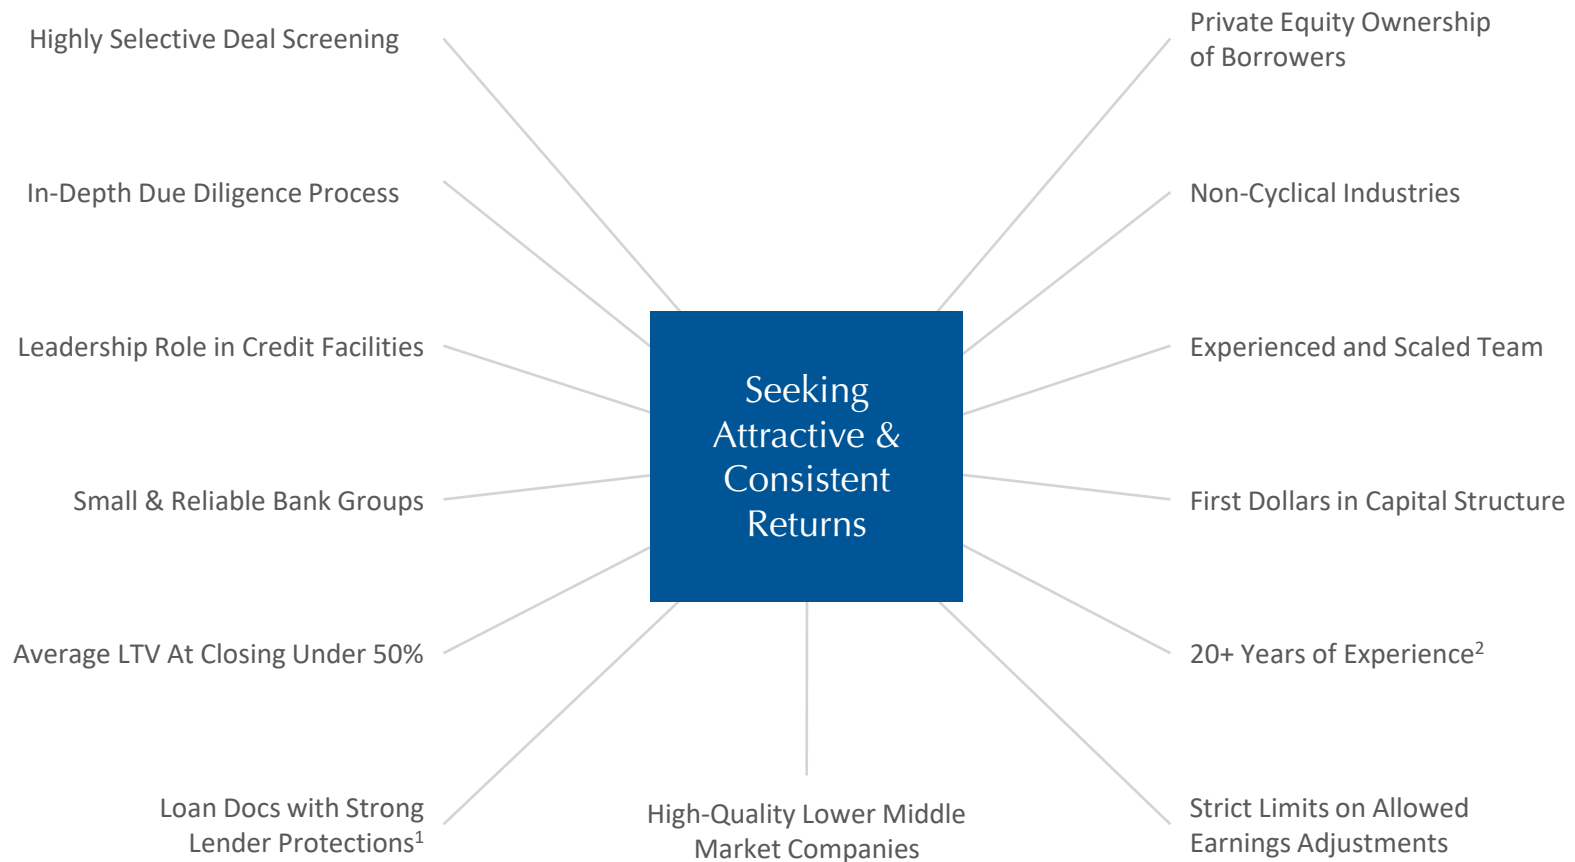 Highly Selective Deal Screening
In-Depth Due Diligence Process
Leadership Role in Credit Facilities
Small & Reliable Bank Groups
Average LTV At Closing Under 50%
Loan Docs with Strong
Lender Protections¹
Seeking
Attractive &
Consistent
Returns
High-Quality Lower Middle
Market Companies
Private Equity Ownership
of Borrowers
Non-Cyclical Industries
Experienced and Scaled Team
First Dollars in Capital Structure
20+ Years of Experience²
Strict Limits on Allowed
Earnings Adjustments